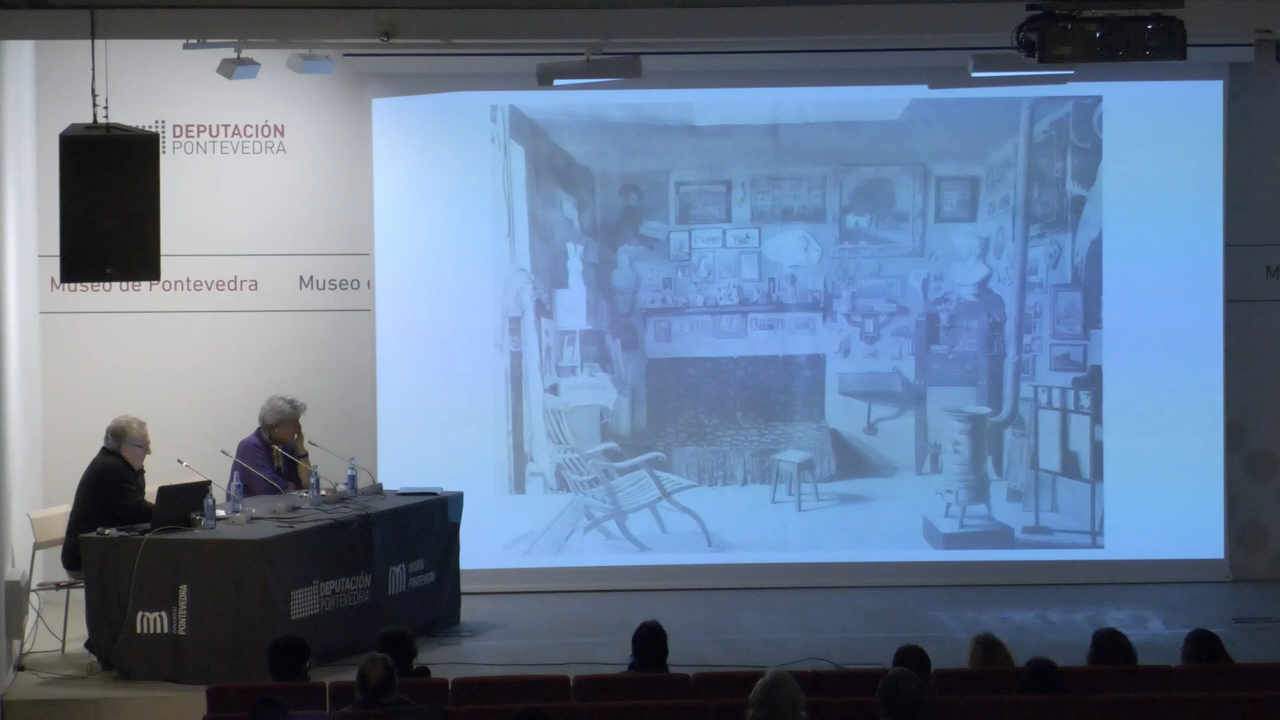 DEPUTACIÓN
PONTEVEDRA
Museo de Pontevedra
Museo
DEPUTACIÓN
PONTEVEDRA
MUSEO
PONTEVEDRA
PONTEVEDRA